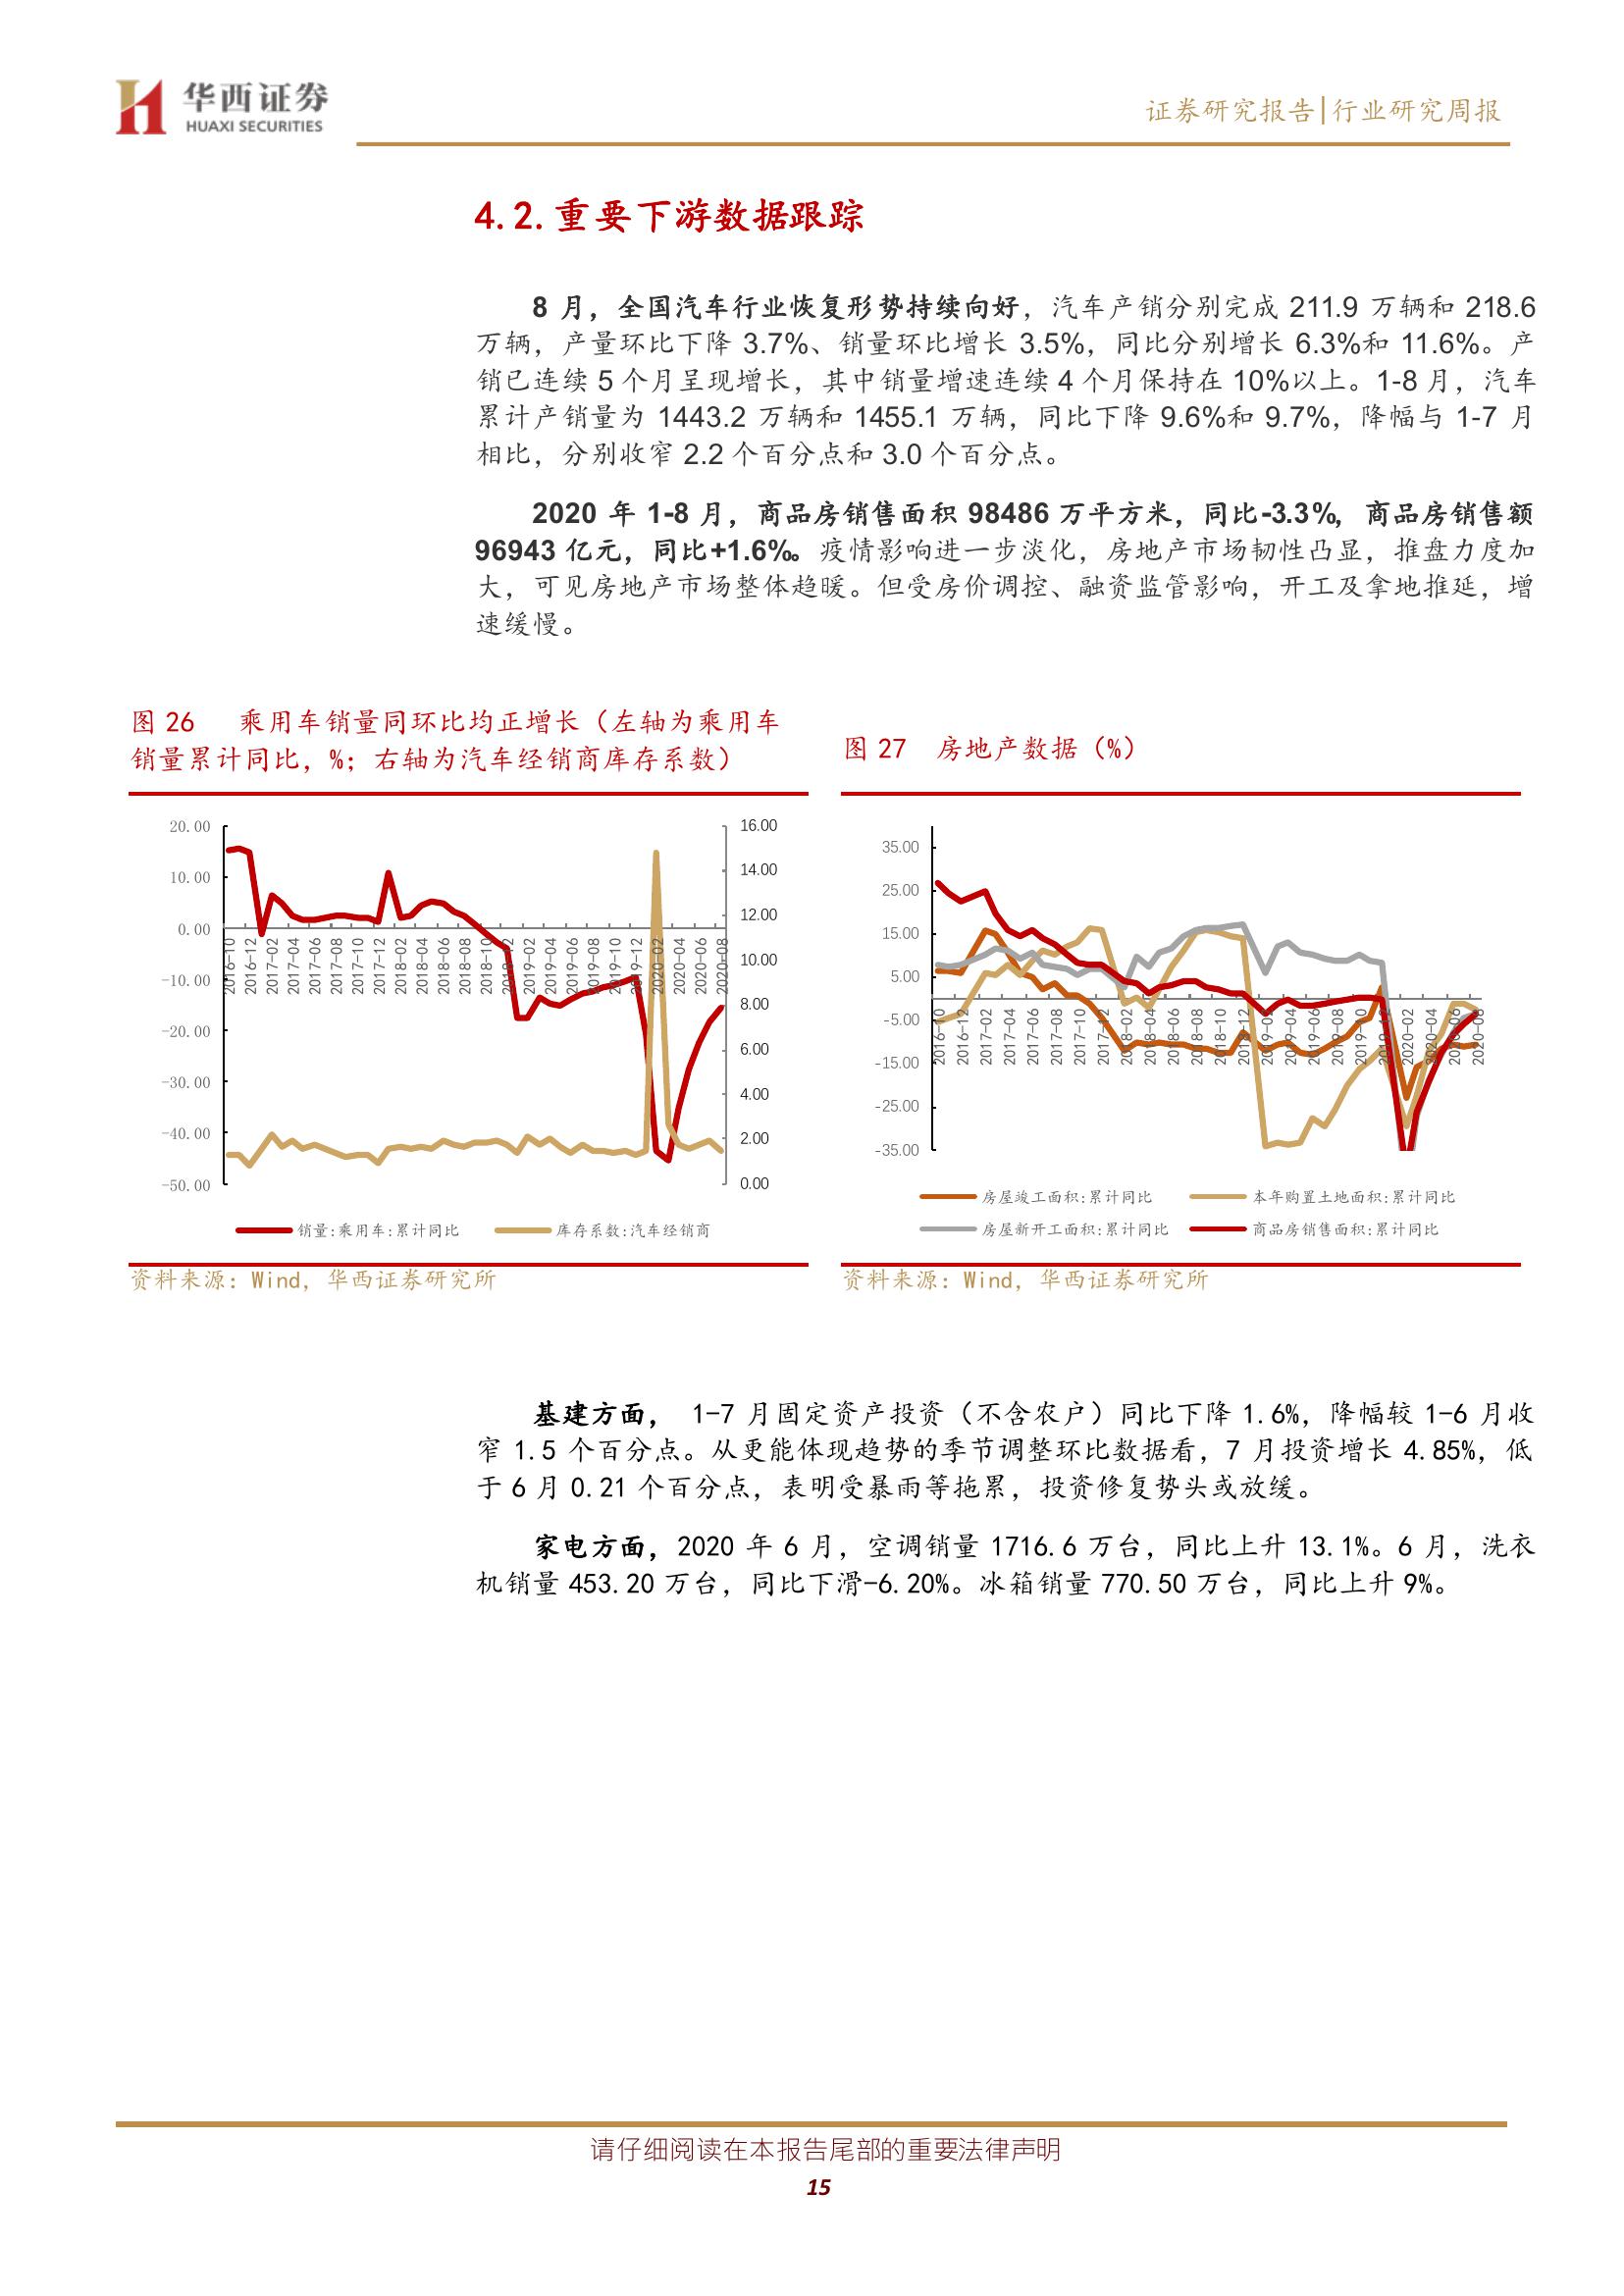 华西证券
HUAXI SECURITIES
证券研究报告|行业研究周报
4.2.重要下游数据跟踪
8 月，全国汽车行业恢复形势持续向好，汽车产销分别完成 211.9 万辆和 218.6
万辆，产量环比下降 3.7%、销量环比增长 3.5%，同比分别增长 6.3%和 11.6%。产
销已连续 5 个月呈现增长，其中销量增速连续 4 个月保持在 10%以上。1-8 月，汽车
累计产销量为 1443.2 万辆和 1455.1 万辆，同比下降 9.6%和 9.7%，降幅与 1-7 月
相比，分别收窄 2.2 个百分点和 3.0 个百分点。
2020 年 1-8 月，商品房销售面积 98486 万平方米，同比-3.3%，商品房销售额
96943 亿元，同比+1.6%。疫情影响进一步淡化，房地产市场韧性凸显，推盘力度加
大，可见房地产市场整体趋暖。但受房价调控、融资监管影响，开工及拿地推延，增
速缓慢。
图 26 乘用车销量同环比均正增长（左轴为乘用车
销量累计同比，%；右轴为汽车经销商库存系数）
20.00
10.00
0.00
-10.00
-20.00
-30.00
-40.00
-50.00
16.00
14.00
12.00
10.00
8.00
6.00
4.00
2.00
0.00
2016-10
2016-12
2017-02
2017-04
2017-06
2017-08
2017-10
2017-12
2018-02
2018-04
2018-06
2018-08
2018-10
2018-12
2019-02
2019-04
2019-06
2019-08
2019-10
2019-12
2020-02
2020-04
2020-06
2020-08
销量:乘用车:累计同比
库存系数:汽车经销商
资料来源：Wind，华西证券研究所
图 27 房地产数据（%）
35.00
25.00
15.00
5.00
-5.00
-15.00
-25.00
-35.00
2016-10
2016-12
2017-02
2017-04
2017-06
2017-08
2017-10
2017-12
2018-02
2018-04
2018-06
2018-08
2018-10
2018-12
2019-02
2019-04
2019-06
2019-08
2019-10
2019-12
2020-02
2020-04
2020-06
2020-08
房屋竣工面积:累计同比
本年购置土地面积:累计同比
房屋新开工面积:累计同比
商品房销售面积:累计同比
资料来源：Wind，华西证券研究所
基建方面， 1-7 月固定资产投资（不含农户）同比下降 1.6%，降幅较 1-6 月收
窄 1.5 个百分点。从更能体现趋势的季节调整环比数据看，7 月投资增长 4.85%，低
于 6 月 0.21 个百分点，表明受暴雨等拖累，投资修复势头或放缓。
家电方面，2020 年 6 月，空调销量 1716.6 万台，同比上升 13.1%。6 月，洗衣
机销量 453.20 万台，同比下滑-6.20%。冰箱销量 770.50 万台，同比上升 9%。
请仔细阅读在本报告尾部的重要法律声明
15